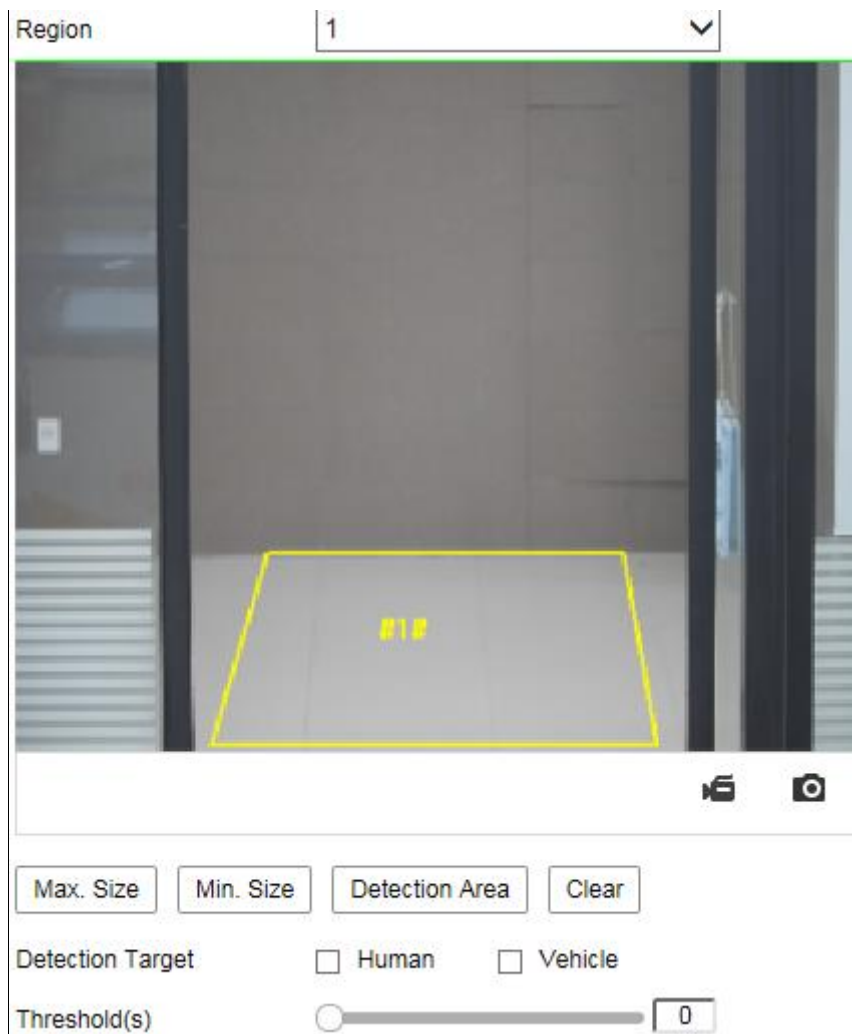 Region 1
#1#
Max. Size Min. Size Detection Area Clear
Detection Target Human Vehicle
Threshold(s) 0